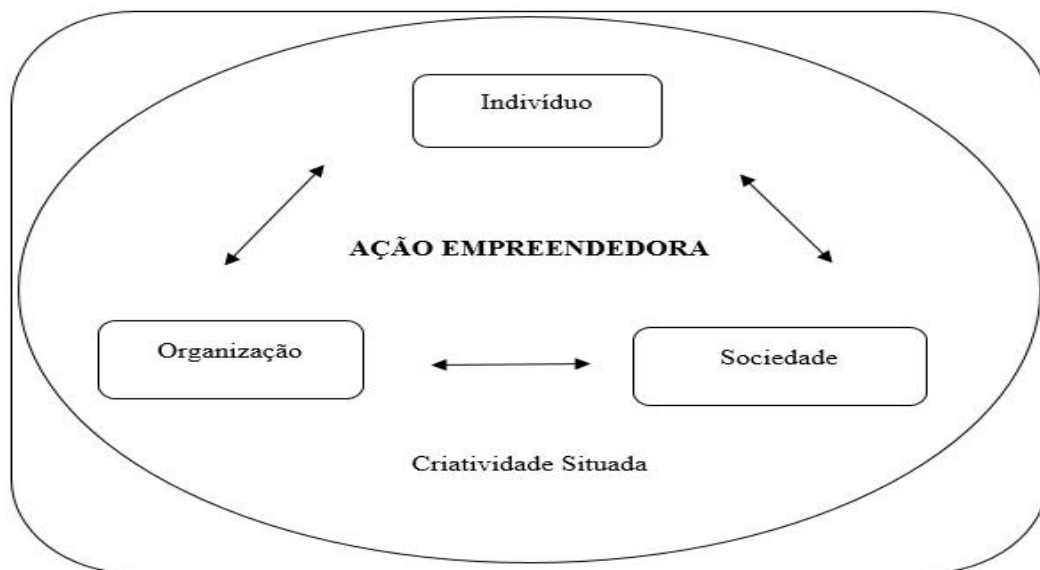 Indivíduo
AÇÃO EMPREENDEDORA
Organização
Sociedade
Criatividade Situada